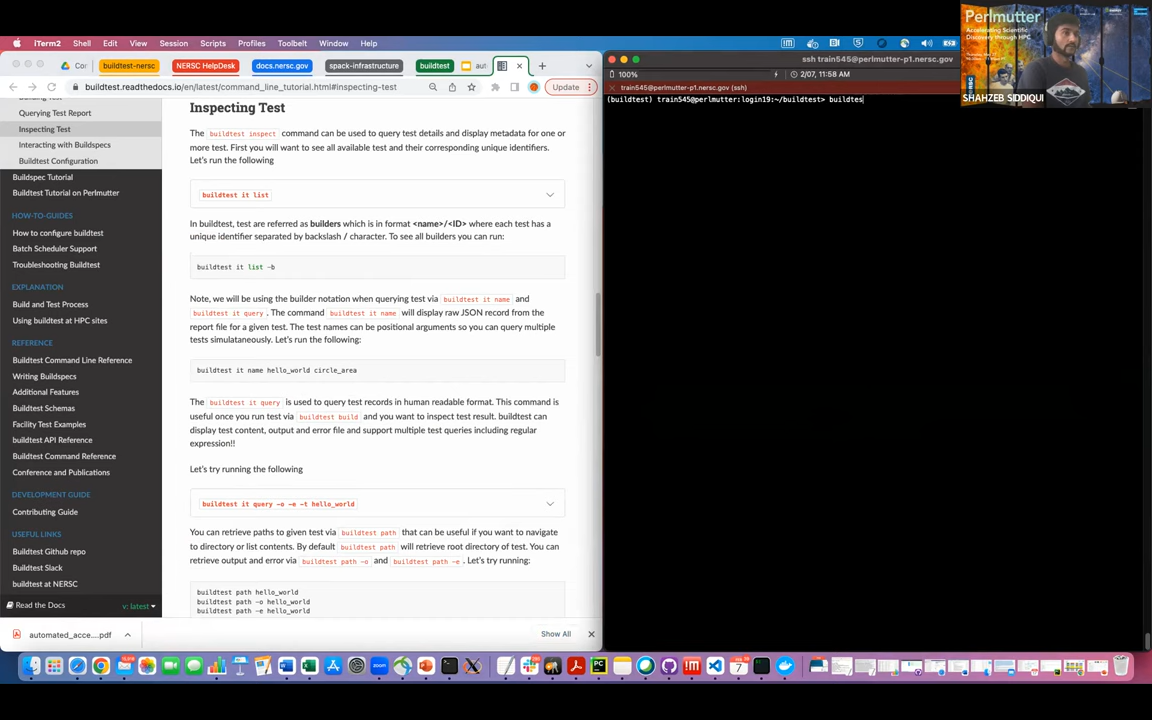 iTerm2 Shell Edit View Session Scripts Profiles Toolbelt Window Help
Perlmutter
Accelerating Scientific
Discovery through HPC
SHAHZEB SIDDIQUI
buildtest-nersc NERSC HelpDesk docs.nersc.gov spack-infrastructure buildtest
buildtest.readthedocs.io/en/latest/command_line_tutorial.html#inspecting-test
Update
Querying Test Report
Inspecting Test
Interacting with Buildspecs
Buildtest Configuration
Buildspec Tutorial
Buildtest Tutorial on Perlmutter
HOW-TO GUIDES
How to configure buildtest
Batch Scheduler Support
Troubleshooting Buildtest
EXPLANATION
Build and Test Process
Using buildtest at HPC sites
REFERENCE
Buildtest Command Line Reference
Writing Buildspecs
Additional Features
Buildtest Schemas
Facility Test Examples
buildtest API Reference
Buildtest Command Reference
Conference and Publications
DEVELOPMENT GUIDE
Contributing Guide
USEFUL LINKS
Buildtest Github repo
Buildtest Slack
buildtest at NERSC
Read the Docs v: latest
Inspecting Test
The buildtest inspect command can be used to query test details and display metadata for one or
more test. First you will want to see all available test and their corresponding unique identifiers.
Let's run the following
buildtest it list
In buildtest, test are referred as builders which is in format <name>/<ID> where each test has a
unique identifier separated by backslash / character. To see all builders you can run:
buildtest it list -b
Note, we will be using the builder notation when querying test via buildtest it name and
buildtest it query . The command buildtest it name will display raw JSON record from the
report file for a given test. The test names can be positional arguments so you can query multiple
tests simulataneously. Let's run the following:
buildtest it name hello_world circle_area
The buildtest it query is used to query test records in human readable format. This command is
useful once you run test via buildtest build and you want to inspect test result. buildtest can
display test content, output and error file and support multiple test queries including regular
expression!!
Let's try running the following
buildtest it query -o -e -t hello_world
You can retrieve paths to given test via buildtest path that can be useful if you want to navigate
to directory or list contents. By default buildtest path will retrieve root directory of test. You can
retrieve output and error via buildtest path -o and buildtest path -e . Let's try running:
buildtest path hello_world
buildtest path -o hello_world
buildtest path -e hello_world
automated_acce....pdf
Show All
ssh train545@perlmutter-p1.nersc.gov
100% 2/07, 11:58 AM
train545@perlmutter-p1.nersc.gov (ssh)
(buildtest) train545@perlmutter:login19:~/buildtest> buildtes